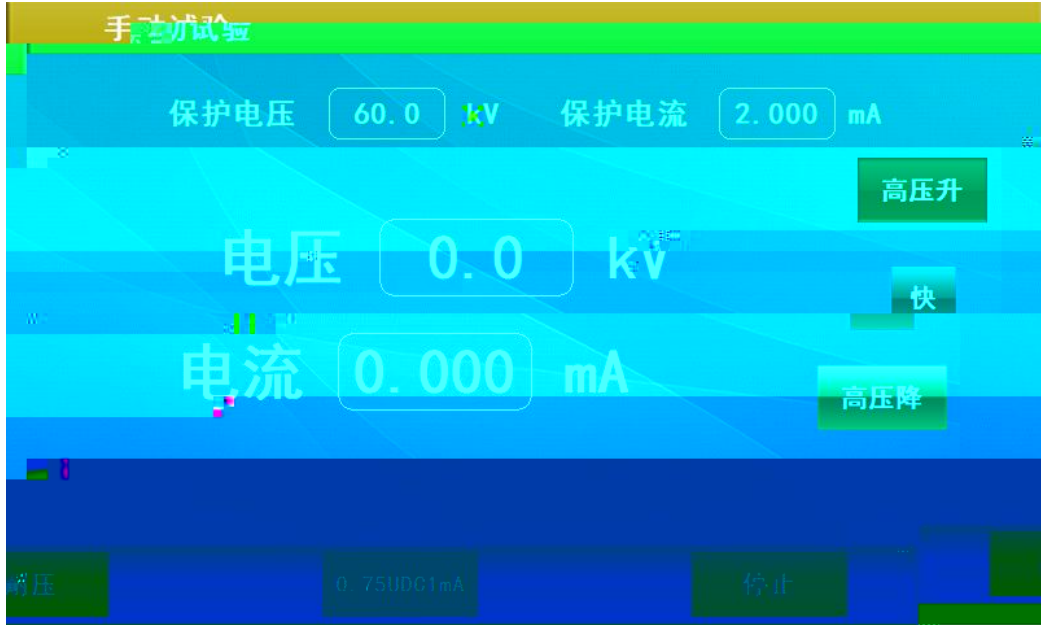 手动试验
保护电压 60.0 kV 保护电流 2.000 mA
高压升
电压 0.0 kV
快
电流 0.000 mA
高压降
耐压 0.75UDC1mA 停止